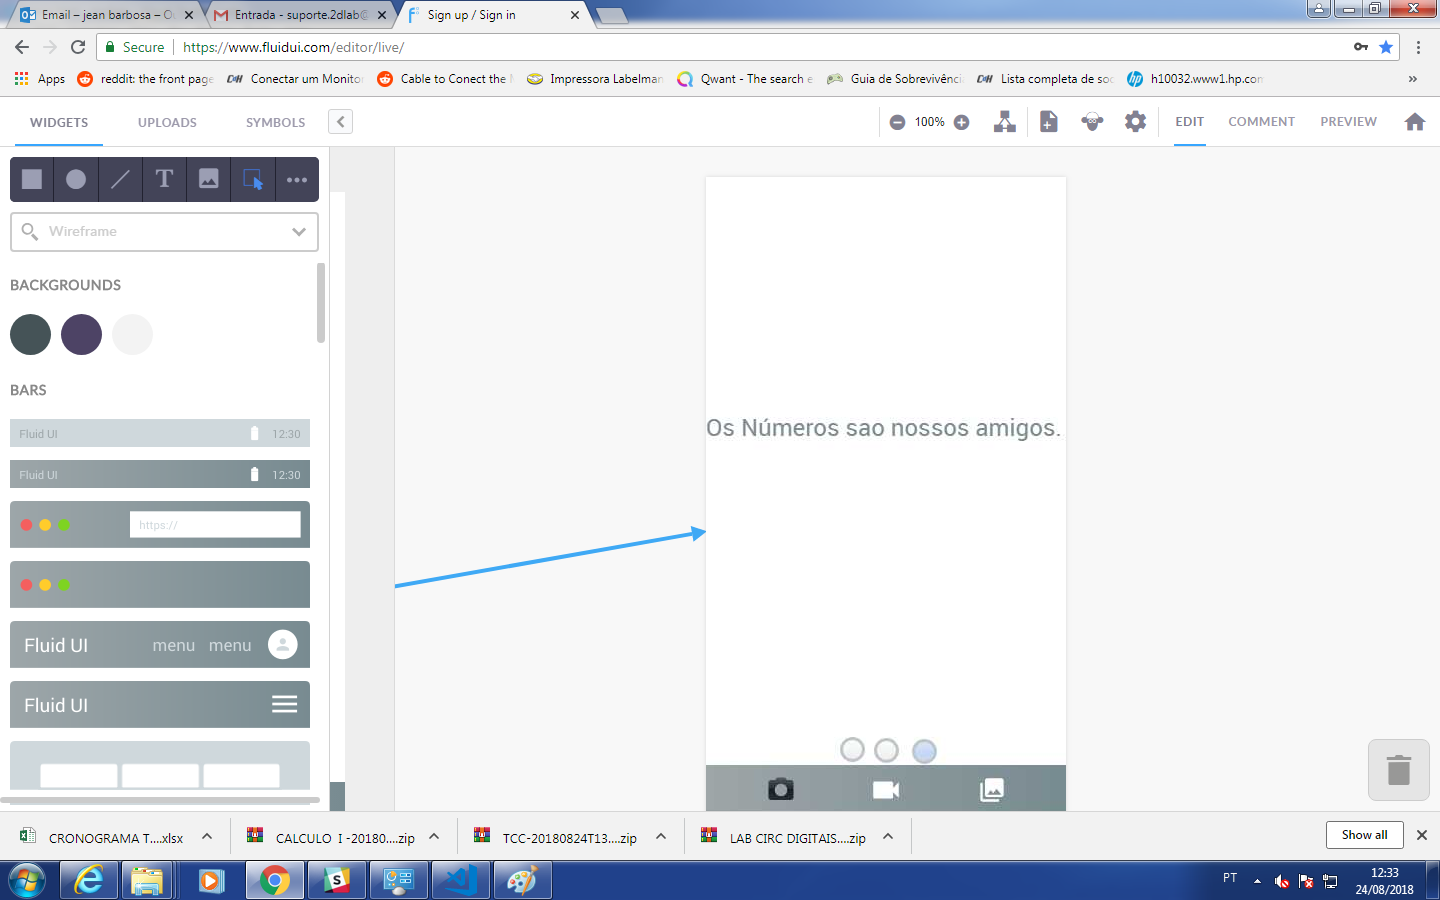 Email – jean barbosa – Ou
Entrada - suporte.2dlab@
Sign up / Sign in
Secure
https://www.fluidui.com/editor/live/
Apps
reddit: the front page
Conectar um Monitor
Cable to Conect the
Impressora Labelman
Qwant - The search e
Guia de Sobrevivênci
Lista completa de soc
h10032.www1.hp.com
»
WIDGETS
UPLOADS
SYMBOLS
100%
EDIT
COMMENT
PREVIEW
T
Wireframe
BACKGROUNDS
BARS
Fluid UI
12:30
Fluid UI
12:30
https://
Fluid UI
menu
menu
Fluid UI
Os Números sao nossos amigos.
CRONOGRAMA T....xlsx
CALCULO I -20180....zip
TCC-20180824T13....zip
LAB CIRC DIGITAIS....zip
Show all
PT
12:33
24/08/2018